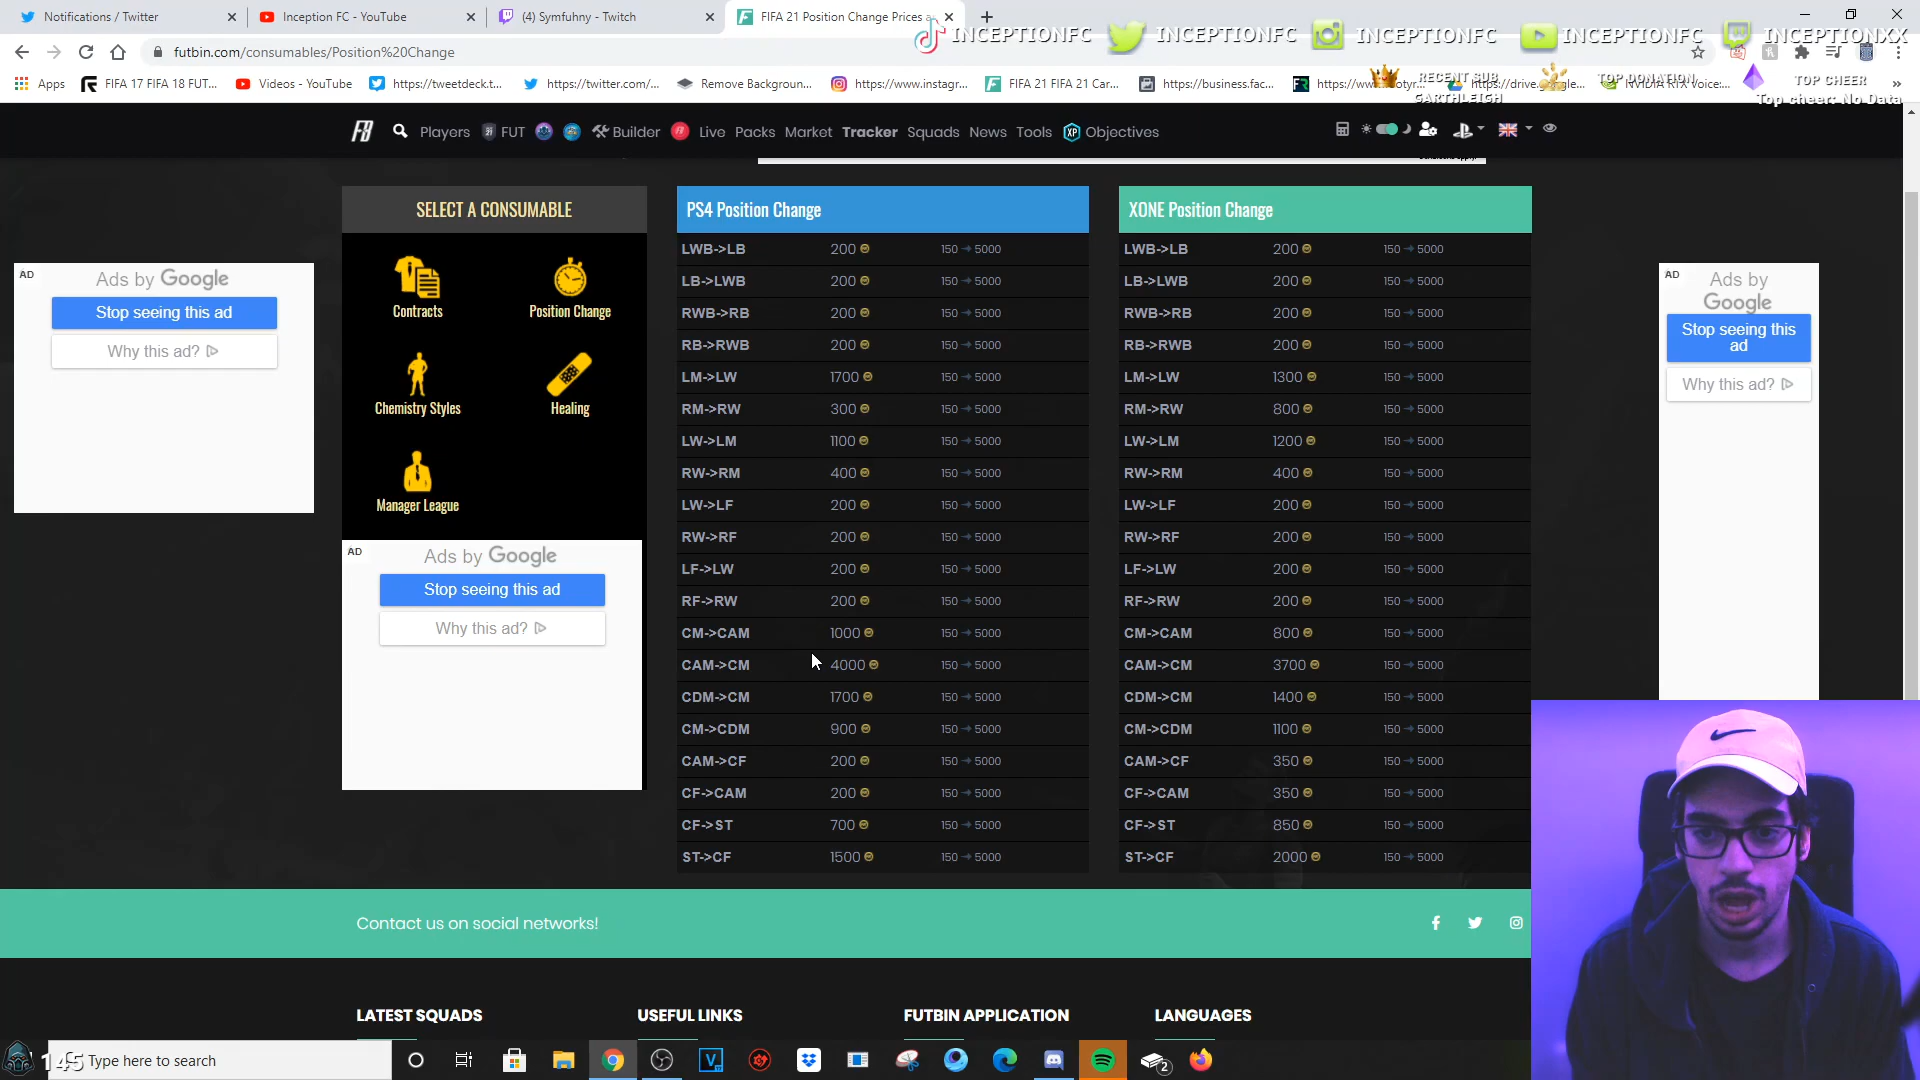 Notifications / Twitter
Inception FC - YouTube
(4) Symfuhny - Twitch
FIFA 21 Position Change Prices a
INCEPTIONFC INCEPTIONFC INCEPTIONFC INCEPTIONFC INCEPTIONXX
futbin.com/consumables/Position%20Change
Apps
FIFA 17 FIFA 18 FUT...
Videos - YouTube
https://tweetdeck.t...
https://twitter.com/...
Remove Backgroun...
https://www.instagr...
FIFA 21 FIFA 21 Car...
https://business.fac...
NVIDIA RTX Voice:...
RECENT SUB
GARTHLEIGH
TOP DONATION
TOP CHEER
Top cheer: No Data
Players FUT Builder Live Packs Market Tracker Squads News Tools XP Objectives
SELECT A CONSUMABLE
Contracts
Position Change
Chemistry Styles
Healing
Manager League
AD
Ads by Google
Stop seeing this ad
Why this ad?
AD
Ads by Google
Stop seeing this ad
Why this ad?
PS4 Position Change
LWB->LB 200 150 → 5000
LB->LWB 200 150 → 5000
RWB->RB 200 150 → 5000
RB->RWB 200 150 → 5000
LM->LW 1700 150 → 5000
RM->RW 300 150 → 5000
LW->LM 1100 150 → 5000
RW->RM 400 150 → 5000
LW->LF 200 150 → 5000
RW->RF 200 150 → 5000
LF->LW 200 150 → 5000
RF->RW 200 150 → 5000
CM->CAM 1000 150 → 5000
CAM->CM 4000 150 → 5000
CDM->CM 1700 150 → 5000
CM->CDM 900 150 → 5000
CAM->CF 200 150 → 5000
CF->CAM 200 150 → 5000
CF->ST 700 150 → 5000
ST->CF 1500 150 → 5000
XONE Position Change
LWB->LB 200 150 → 5000
LB->LWB 200 150 → 5000
RWB->RB 200 150 → 5000
RB->RWB 200 150 → 5000
LM->LW 1300 150 → 5000
RM->RW 800 150 → 5000
LW->LM 1200 150 → 5000
RW->RM 400 150 → 5000
LW->LF 200 150 → 5000
RW->RF 200 150 → 5000
LF->LW 200 150 → 5000
RF->RW 200 150 → 5000
CM->CAM 800 150 → 5000
CAM->CM 3700 150 → 5000
CDM->CM 1400 150 → 5000
CM->CDM 1100 150 → 5000
CAM->CF 350 150 → 5000
CF->CAM 350 150 → 5000
CF->ST 850 150 → 5000
ST->CF 2000 150 → 5000
AD
Ads by
Google
Stop seeing this
ad
Why this ad?
Contact us on social networks!
LATEST SQUADS
USEFUL LINKS
FUTBIN APPLICATION
LANGUAGES
145
Type here to search
2